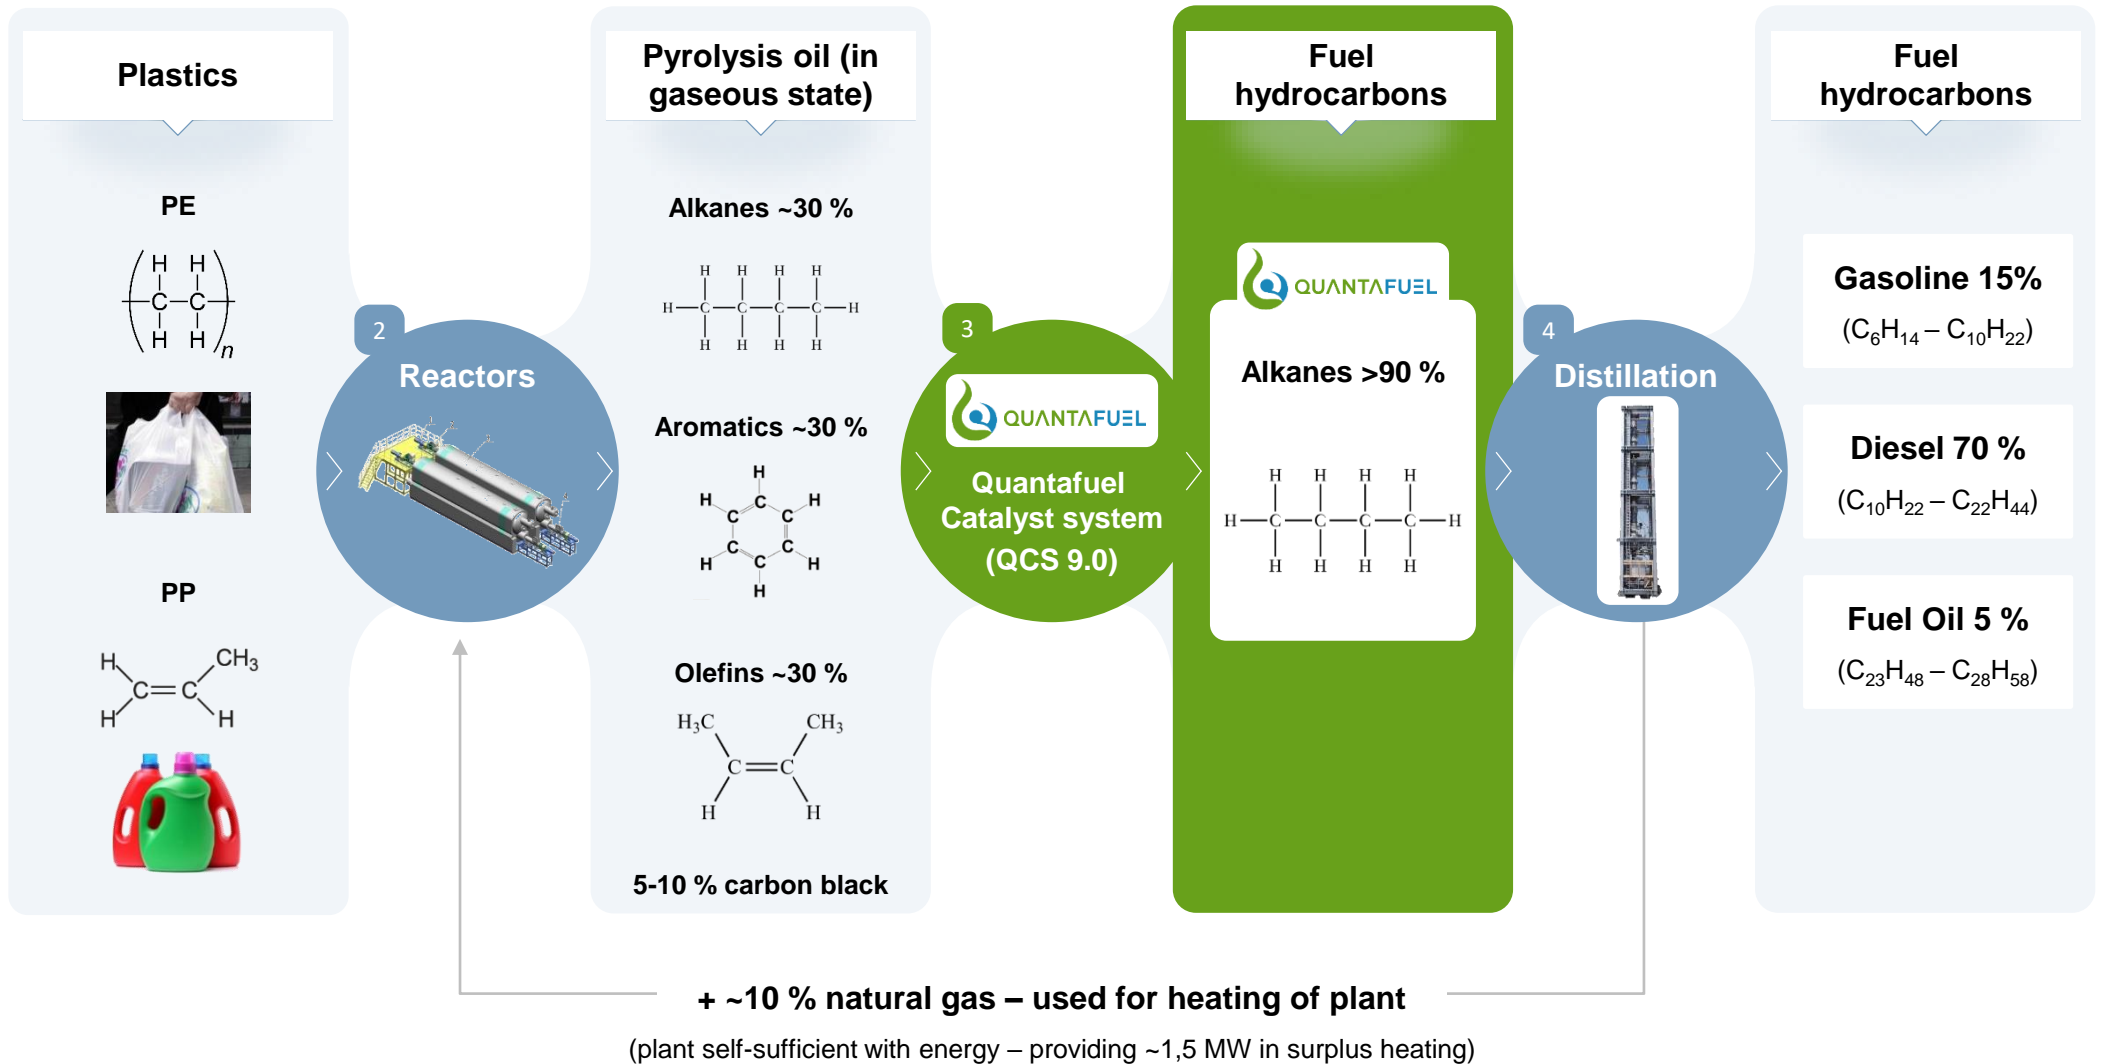 Plastics
PE
H H
C C
H H
n
PP
H CH₃
C C
H H
2
Reactors
Pyrolysis oil (in
gaseous state)
Alkanes ~30 %
H H H H
H C C C C H
H H H H
Aromatics ~30 %
H
H C H
C C
C C
H C H
H
Olefins ~30 %
H₃C CH₃
C C
H H
5-10 % carbon black
3
QUANTAFUEL
Quantafuel
Catalyst system
(QCS 9.0)
Fuel
hydrocarbons
QUANTAFUEL
Alkanes >90 %
H H H H
H C C C C H
H H H H
4
Distillation
Fuel
hydrocarbons
Gasoline 15%
(C₆H₁₄ – C₁₀H₂₂)
Diesel 70 %
(C₁₀H₂₂ – C₂₂H₄₄)
Fuel Oil 5 %
(C₂₃H₄₈ – C₂₈H₅₈)
+ ~10 % natural gas – used for heating of plant
(plant self-sufficient with energy – providing ~1,5 MW in surplus heating)